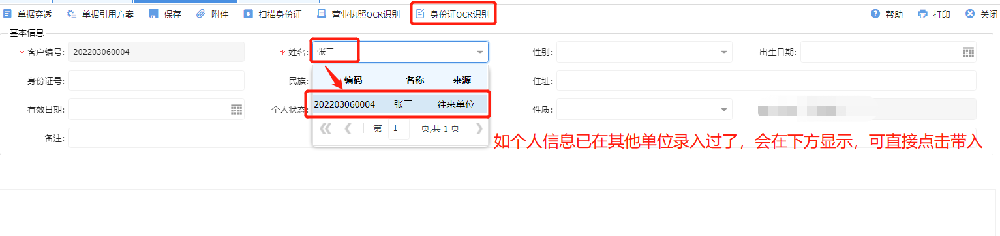 单据穿透 单据引用方案 保存 附件 扫描身份证 营业执照OCR识别 身份证OCR识别 帮助 打印 关闭
基本信息
* 客户编号: 202203060004 * 姓名: 张三 性别: 出生日期:
身份证号: 民族: 住址:
编码 名称 来源
202203060004 张三 往来单位
有效日期: 个人状态: 性质:
第 1 页,共 1 页
备注:
如个人信息已在其他单位录入过了，会在下方显示，可直接点击带入